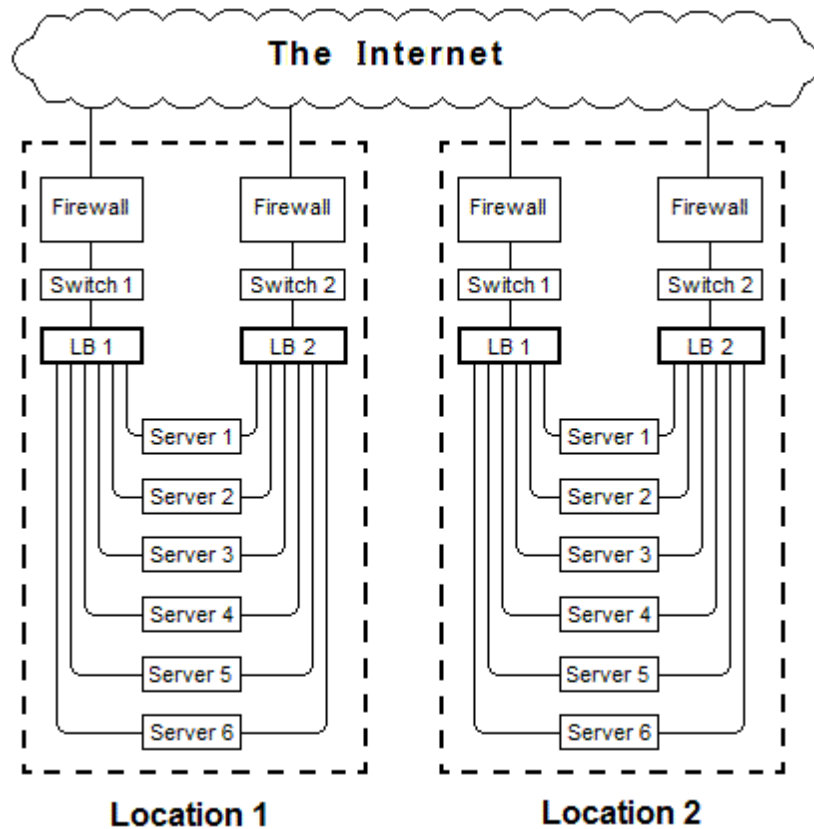 The Internet
Firewall Firewall Firewall Firewall
Switch 1 Switch 2 Switch 1 Switch 2
LB 1 LB 2 LB 1 LB 2
Server 1 Server 1
Server 2 Server 2
Server 3 Server 3
Server 4 Server 4
Server 5 Server 5
Server 6 Server 6
Location 1 Location 2